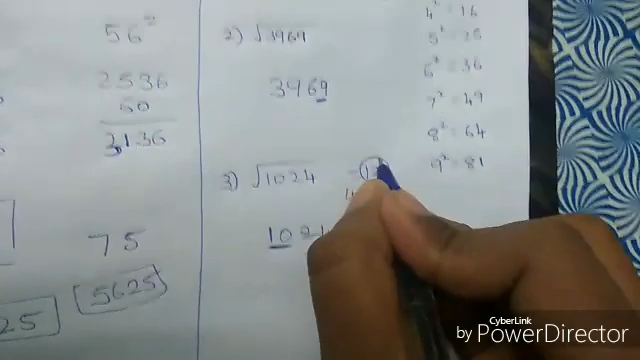 56²
2536
60
3136
75
5625
25
2) √3969
3969
3) √1024
1024
4² = 16
5² = 25
6² = 36
7² = 49
8² = 64
9² = 81
CyberLink
by PowerDirector